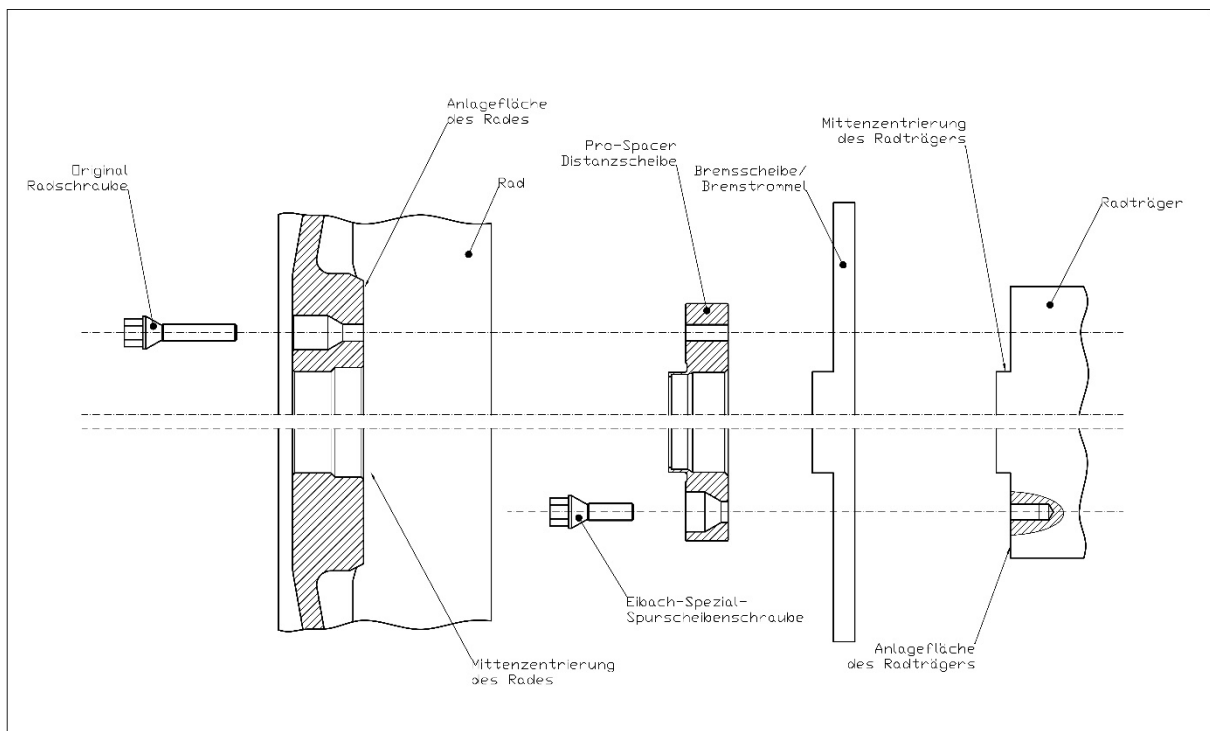 Anlagefläche
des Rades
Original
Radschraube
Rad
Pro-Spacer
Distanzscheibe
Bremsscheibe/
Bremstrommel
Mittenzentrierung
des Radträgers
Radträger
Eibach-Spezial-
Spurscheibenschraube
Mittenzentrierung
des Rades
Anlagefläche
des Radträgers